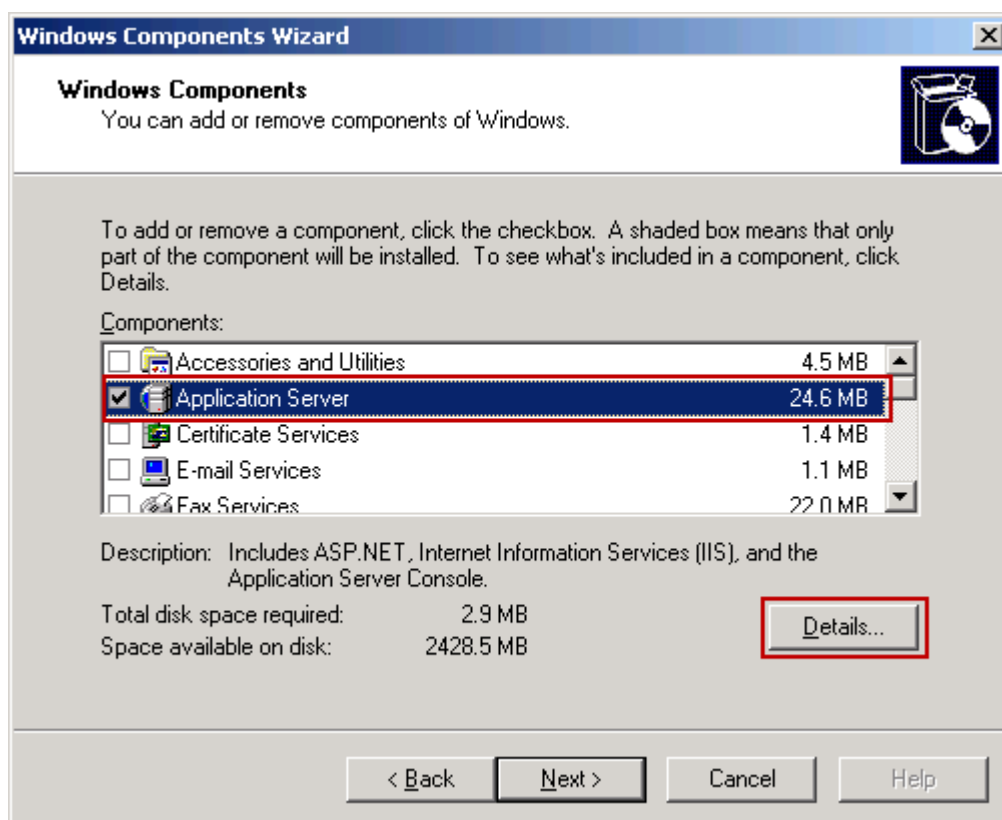 Windows Components Wizard
Windows Components
You can add or remove components of Windows.
To add or remove a component, click the checkbox. A shaded box means that only
part of the component will be installed. To see what's included in a component, click
Details.
Components:
Accessories and Utilities 4.5 MB
Application Server 24.6 MB
Certificate Services 1.4 MB
E-mail Services 1.1 MB
Fax Services 22.0 MB
Description: Includes ASP.NET, Internet Information Services (IIS), and the
Application Server Console.
Total disk space required: 2.9 MB
Space available on disk: 2428.5 MB
Details...
< Back Next > Cancel Help